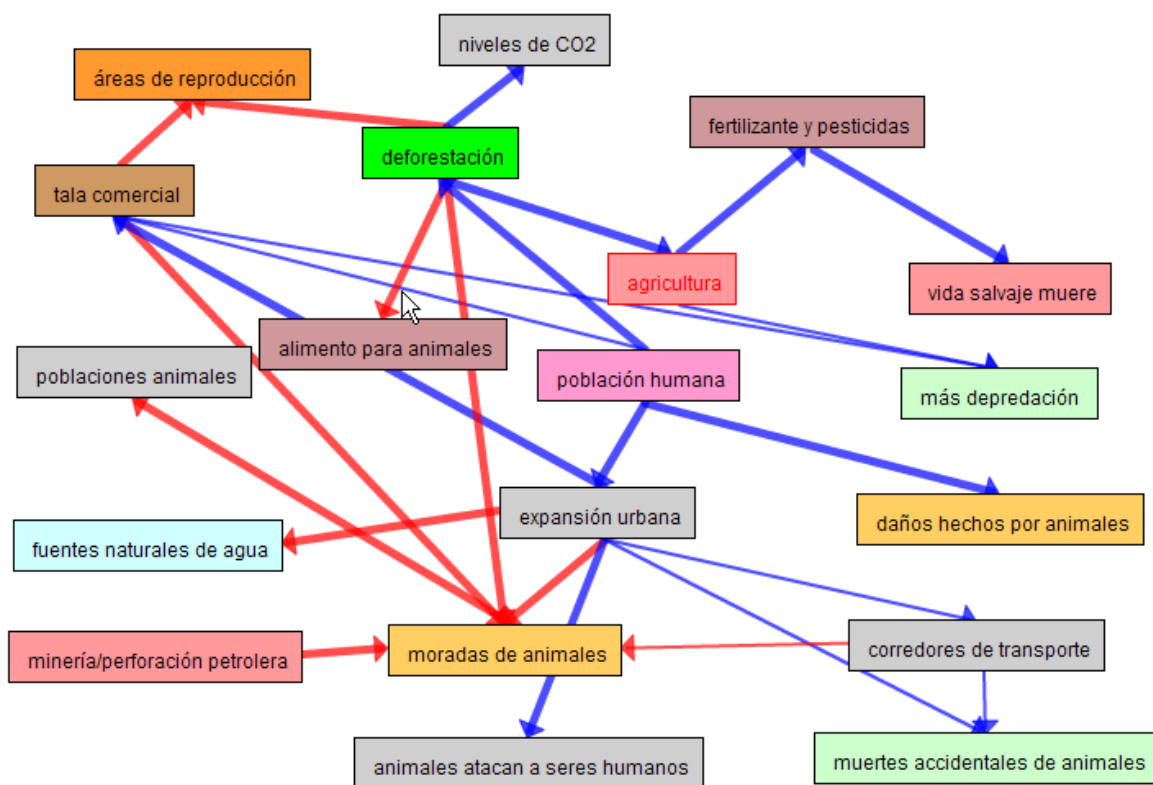 niveles de CO2
áreas de reproducción
fertilizante y pesticidas
deforestación
tala comercial
agricultura
vida salvaje muere
alimento para animales
poblaciones animales
población humana
más depredación
expansión urbana
daños hechos por animales
fuentes naturales de agua
minería/perforación petrolera
moradas de animales
corredores de transporte
animales atacan a seres humanos
muertes accidentales de animales